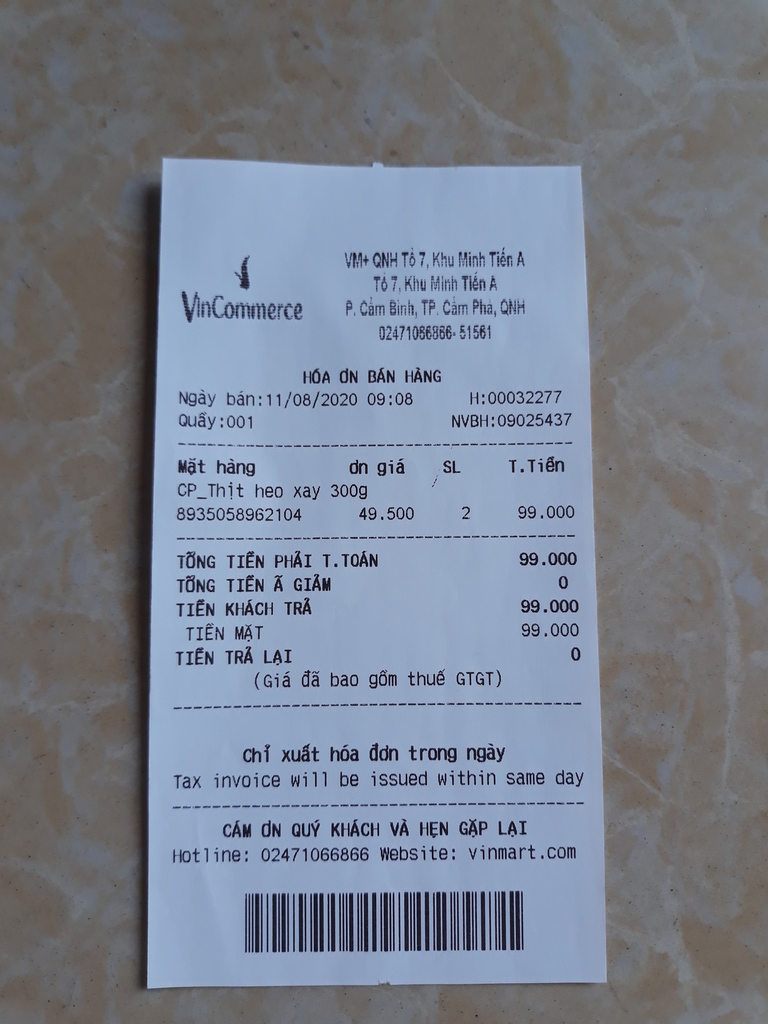 VinCommerce
VM+ QNH Tổ 7, Khu Minh Tiến A
Tổ 7, Khu Minh Tiến A
P. Cẩm Bình, TP. Cẩm Phả, QNH
02471066866- 51561
HÓA ƠN BÁN HÀNG
Ngày bán:11/08/2020 09:08 H:00032277
Quầy:001 NVBH:09025437
Mặt hàng ơn giá SL T.Tiền
CP_Thịt heo xay 300g
8935058962104 49.500 2 99.000
TỔNG TIỀN PHẢI T.TOÁN 99.000
TỔNG TIỀN Ã GIẢM 0
TIỀN KHÁCH TRẢ 99.000
TIỀN MẶT 99.000
TIỀN TRẢ LẠI 0
(Giá đã bao gồm thuế GTGT)
Chỉ xuất hóa đơn trong ngày
Tax invoice will be issued within same day
CÁM ƠN QUÝ KHÁCH VÀ HẸN GẶP LẠI
Hotline: 02471066866 Website: vinmart.com